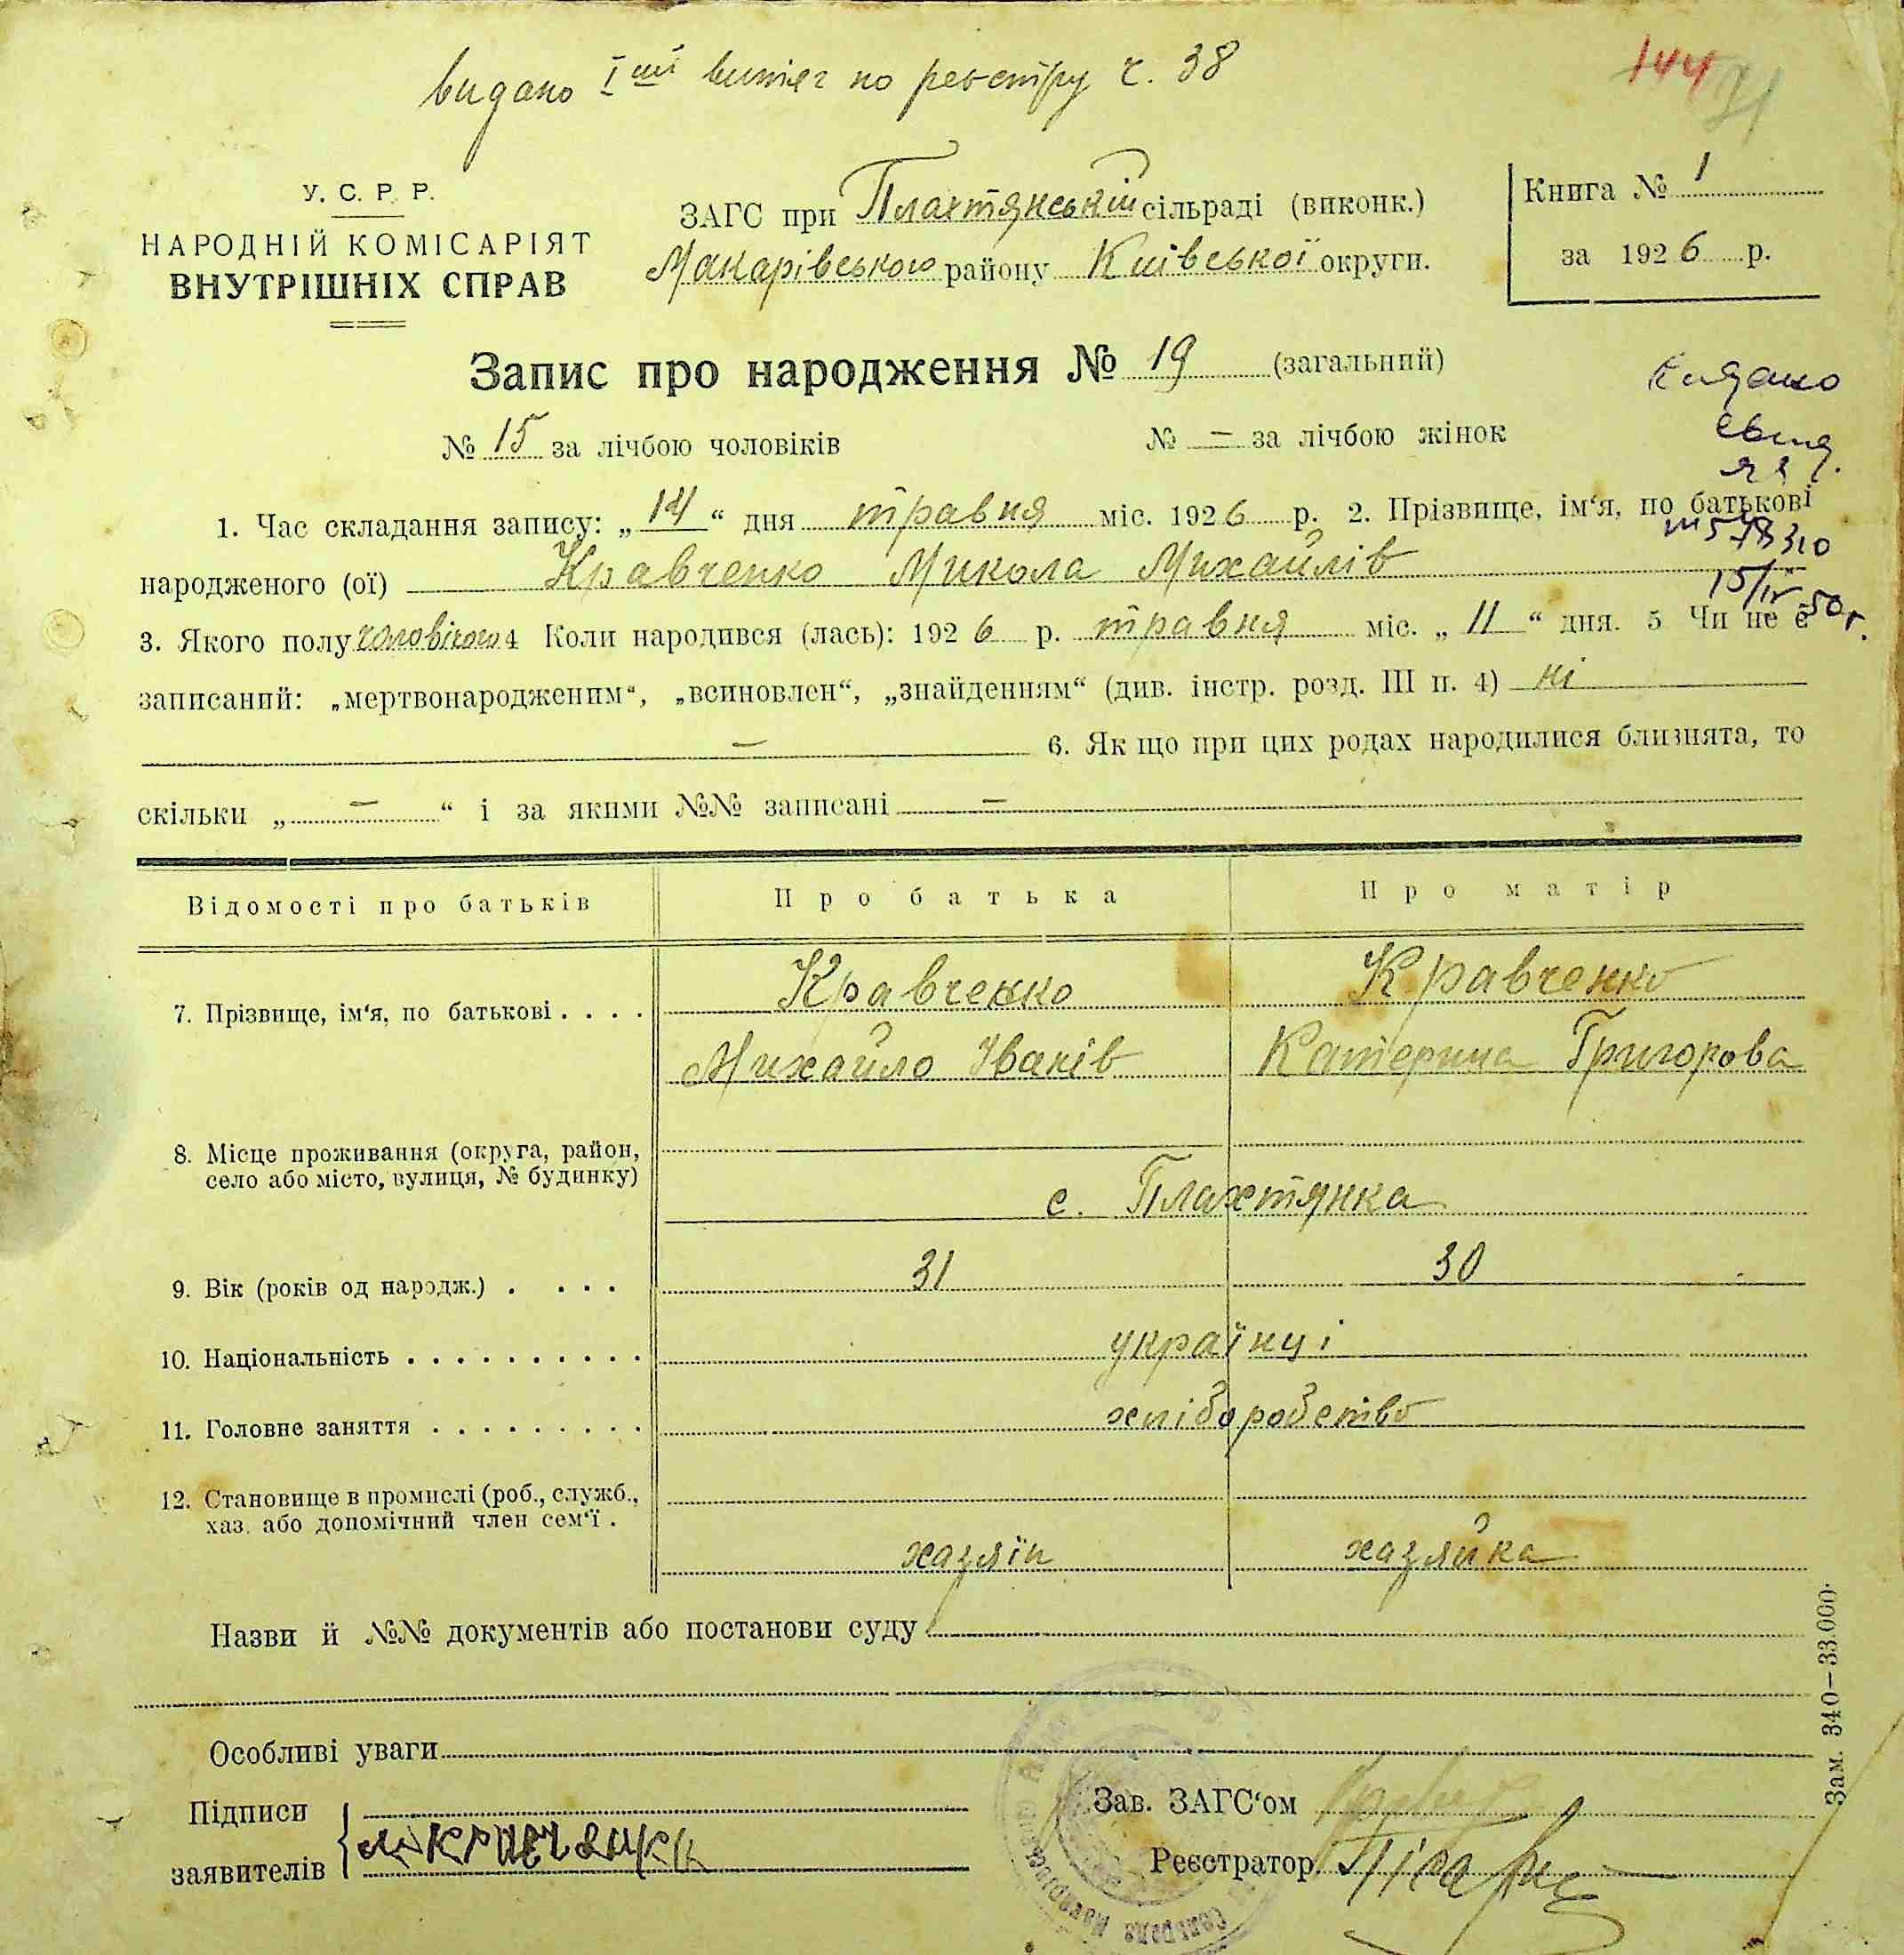 видано Iий витяг по реєстру ч. 38
144
У. С. Р. Р.
НАРОДНІЙ КОМІСАРІЯТ
ВНУТРІШНІХ СПРАВ
ЗАГС при Плахтянській сільраді (виконк.)
Макарівського району Київської округи.
Книга № 1
за 1926 р.
Запис про народження № 19 (загальний)
№ 15 за лічбою чоловіків
№ — за лічбою жінок
видано
свид.
578310
15/IV 50 г.
1. Час складання запису: „14“ дня травня міс. 1926 р. 2. Прізвище, ім‘я, по батькові
народженого (ої) Кравченко Микола Михайлів
3. Якого полу чоловічого 4 Коли народився (лась): 1926 р. травня міс. „11“ дня. 5 Чи не є
записаний: „мертвонародженим“, „всиновлен“, „знайденням“ (див. інстр. розд. III п. 4) ні
— 6. Як що при цих родах народилися близнята, то
скільки „ — “ і за якими №№ записані —
Відомості про батьків
Про батька
Про матір
7. Прізвище, ім‘я, по батькові . . . .
Кравченко
Кравченко
Михайло Іванів
Катерина Григорова
8. Місце проживання (округа, район,
село або місто, вулиця, № будинку)
с. Плахтянка
9. Вік (років од народж.) . . . . 31 30
10. Національність . . . . . . . . . . українці
11. Головне заняття . . . . . . . . . хліборобство
12. Становище в промислі (роб., служб.,
хаз. або допомічний член сем‘ї .
хазяїн хазяйка
Назви й №№ документів або постанови суду
Особливі уваги
Підписи
заявителів
Зав. ЗАГС‘ом
Реєстратор
Зам. 340—33.000.